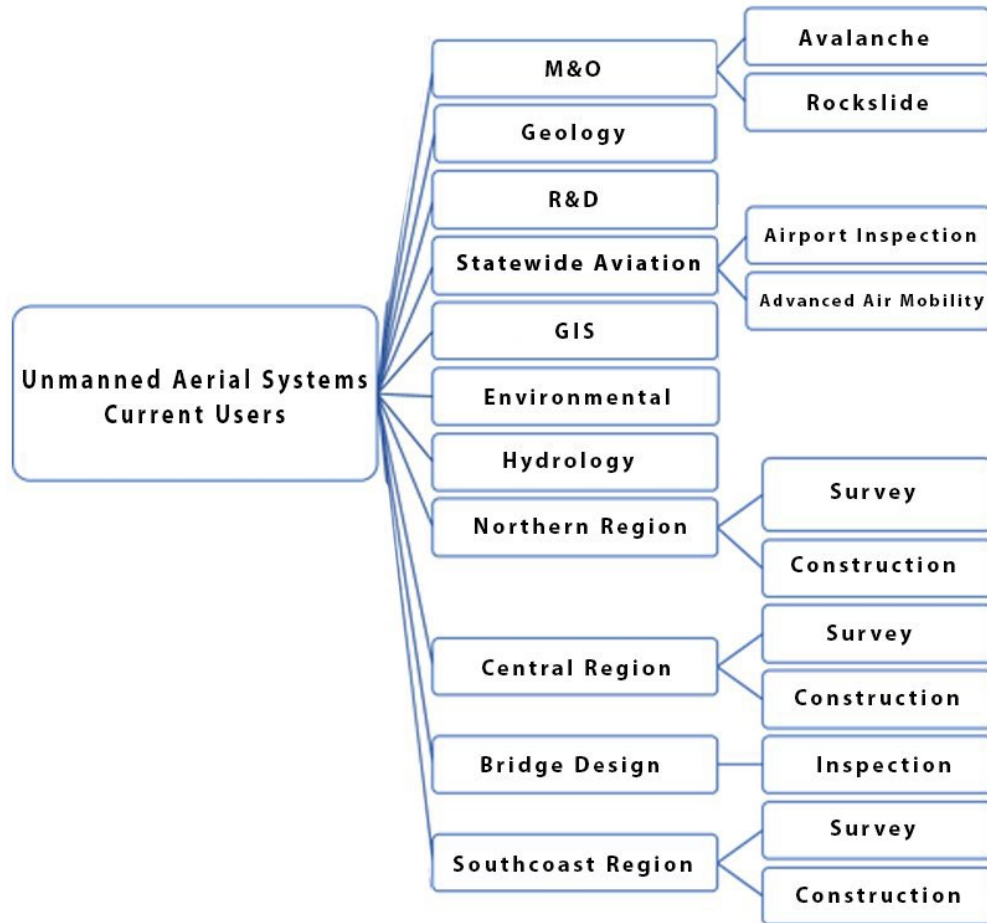 Unmanned Aerial Systems
Current Users
M&O
Avalanche
Rockslide
Geology
R&D
Statewide Aviation
Airport Inspection
Advanced Air Mobility
GIS
Environmental
Hydrology
Northern Region
Survey
Construction
Central Region
Survey
Construction
Bridge Design
Inspection
Southcoast Region
Survey
Construction